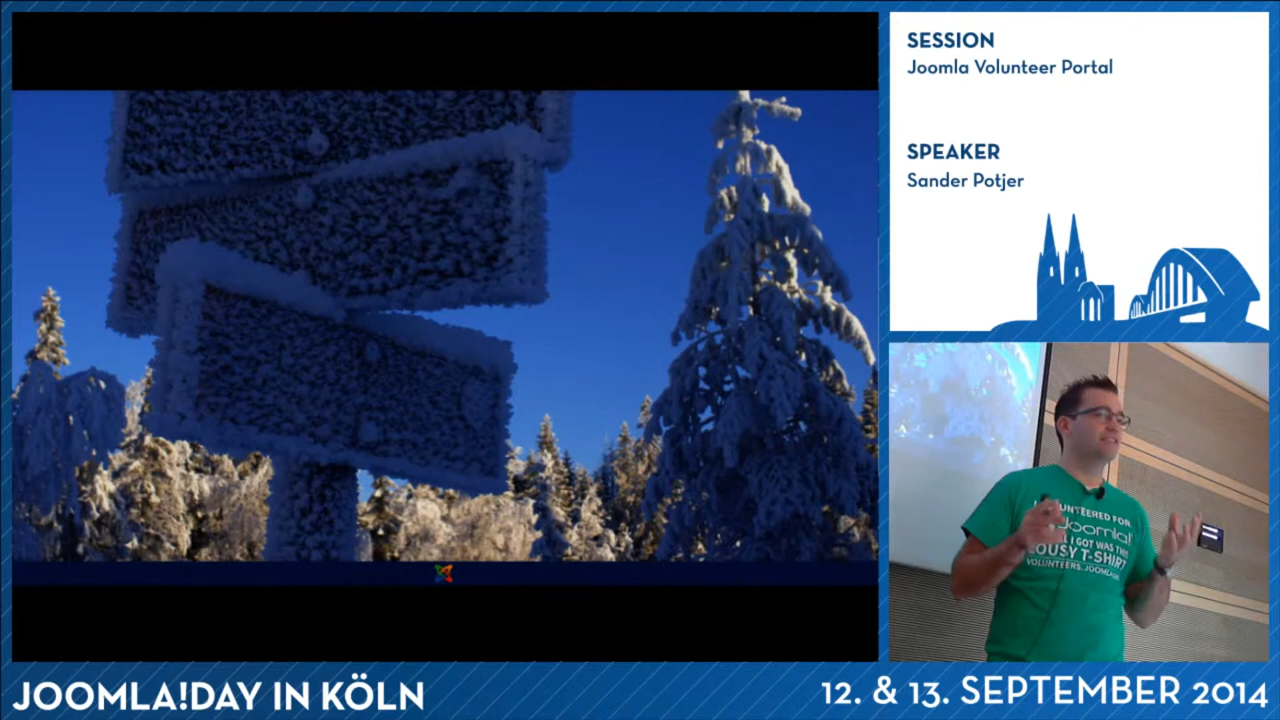 SESSION
Joomla Volunteer Portal
SPEAKER
Sander Potjer
UNTEERED FOR
Joomla!
I GOT WAS THIS
LOUSY T-SHIRT
VOLUNTEERS.JOOMLA
JOOMLA!DAY IN KÖLN
12. & 13. SEPTEMBER 2014